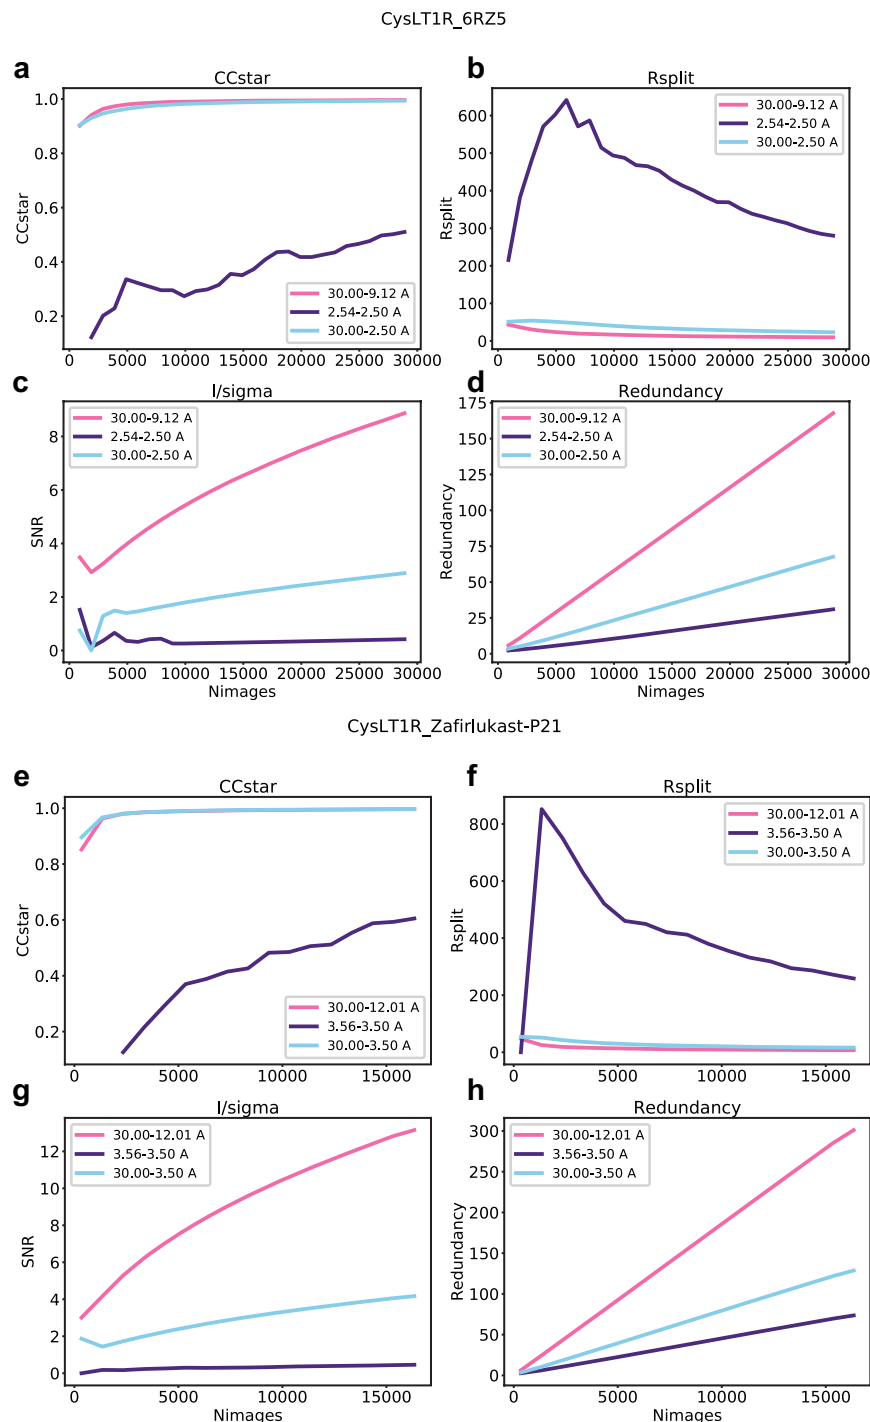 CysLT1R_6RZ5
a
CCstar
1.0
0.8
0.6
0.4
0.2
CCstar
30.00-9.12 A
2.54-2.50 A
30.00-2.50 A
0 5000 10000 15000 20000 25000 30000
b
Rsplit
600
500
400
300
200
100
0
Rsplit
30.00-9.12 A
2.54-2.50 A
30.00-2.50 A
0 5000 10000 15000 20000 25000 30000
c
I/sigma
8
6
4
2
0
SNR
30.00-9.12 A
2.54-2.50 A
30.00-2.50 A
0 5000 10000 15000 20000 25000 30000
Nimages
d
Redundancy
175
150
125
100
75
50
25
0
Redundancy
30.00-9.12 A
2.54-2.50 A
30.00-2.50 A
0 5000 10000 15000 20000 25000 30000
Nimages
CysLT1R_Zafirlukast-P21
e
CCstar
1.0
0.8
0.6
0.4
0.2
CCstar
30.00-12.01 A
3.56-3.50 A
30.00-3.50 A
0 5000 10000 15000
f
Rsplit
800
600
400
200
0
Rsplit
30.00-12.01 A
3.56-3.50 A
30.00-3.50 A
0 5000 10000 15000
g
I/sigma
12
10
8
6
4
2
0
SNR
30.00-12.01 A
3.56-3.50 A
30.00-3.50 A
0 5000 10000 15000
Nimages
h
Redundancy
300
250
200
150
100
50
0
Redundancy
30.00-12.01 A
3.56-3.50 A
30.00-3.50 A
0 5000 10000 15000
Nimages